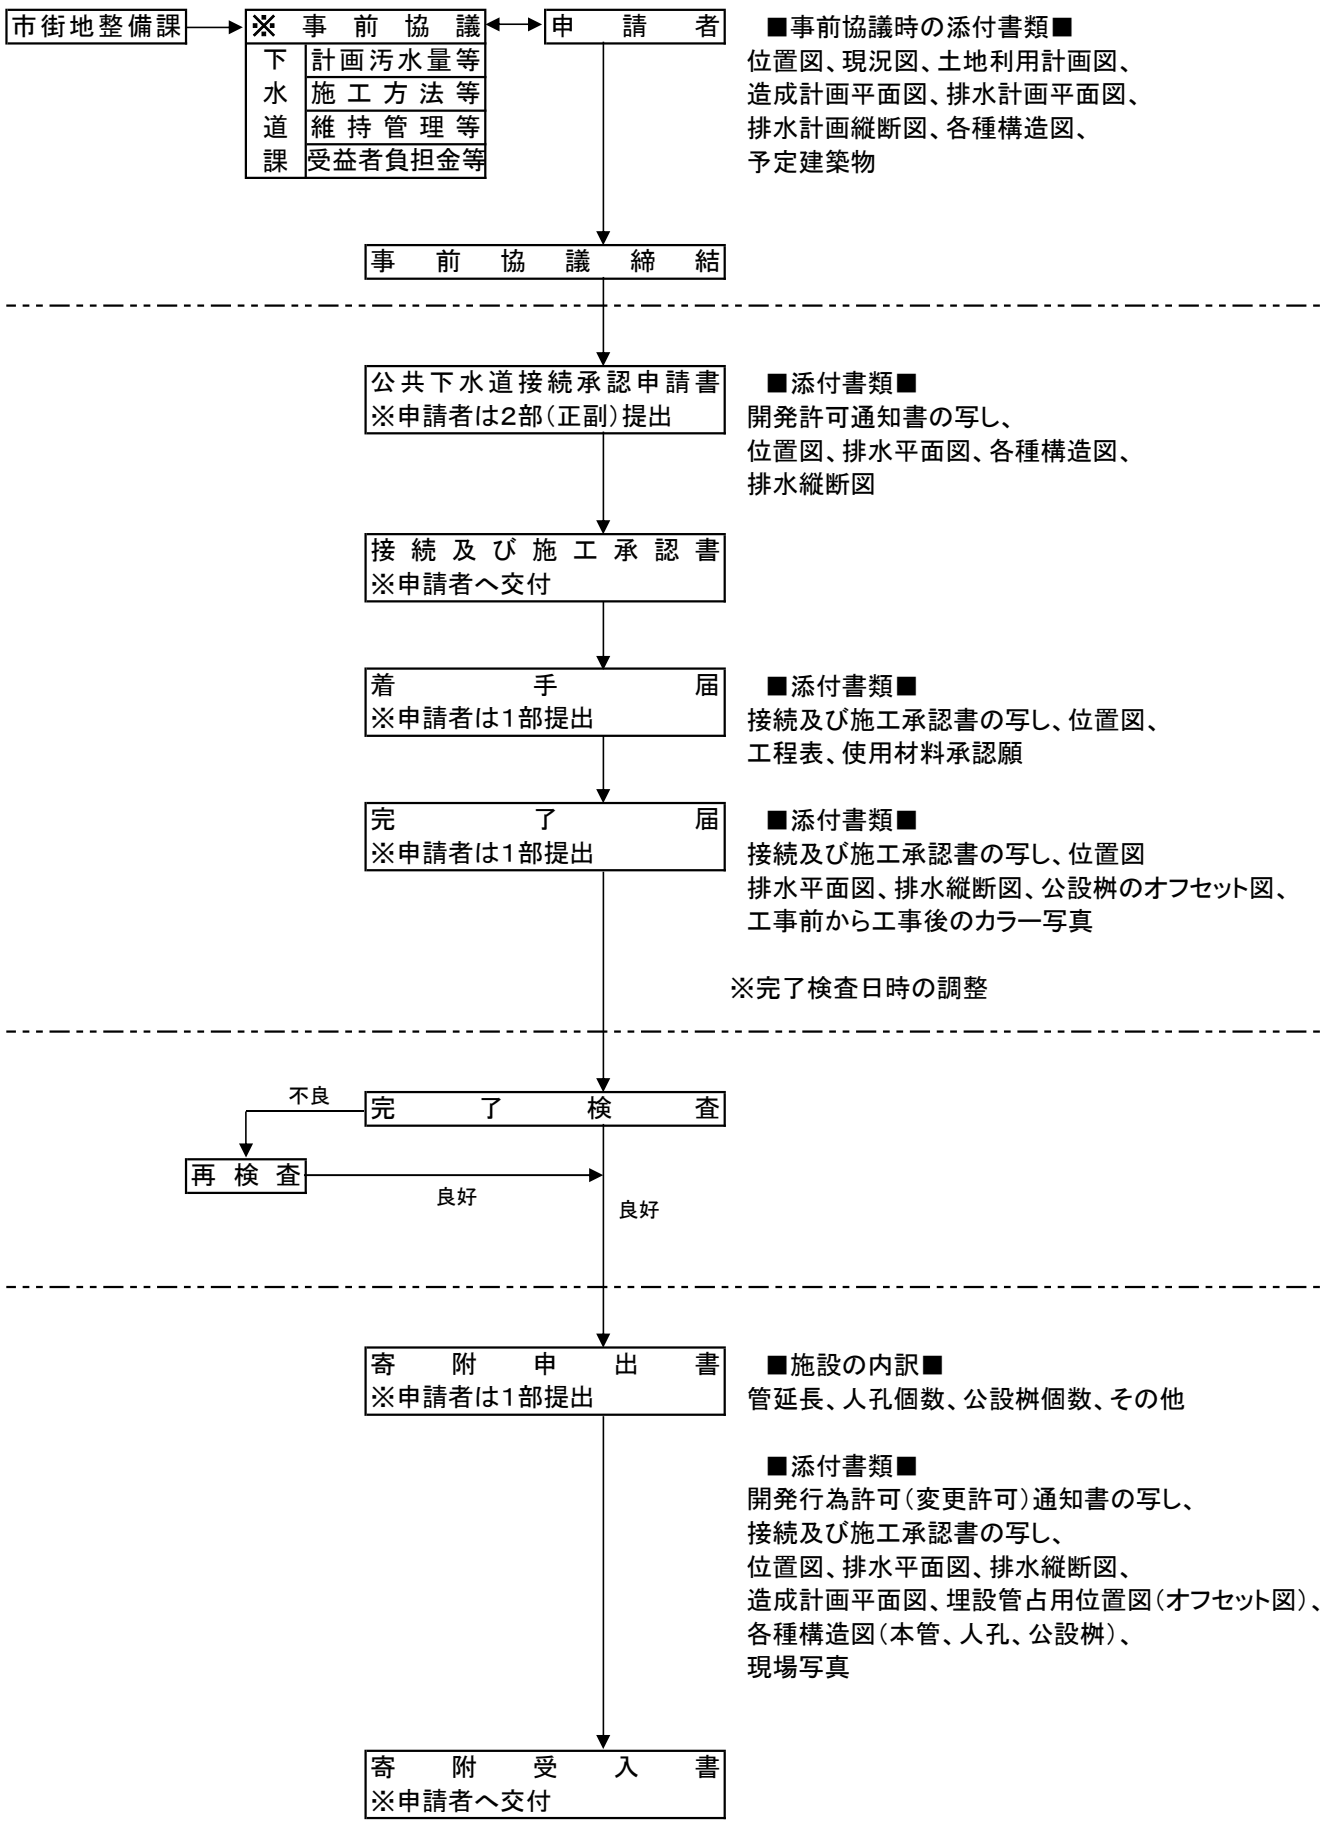 市街地整備課
※事前協議
申請者
下水道課
計画汚水量等
施工方法等
維持管理等
受益者負担金等
■事前協議時の添付書類■
位置図、現況図、土地利用計画図、
造成計画平面図、排水計画平面図、
排水計画縦断図、各種構造図、
予定建築物
事前協議締結
公共下水道接続承認申請書
※申請者は2部(正副)提出
■添付書類■
開発許可通知書の写し、
位置図、排水平面図、各種構造図、
排水縦断図
接続及び施工承認書
※申請者へ交付
着手届
※申請者は1部提出
■添付書類■
接続及び施工承認書の写し、位置図、
工程表、使用材料承認願
完了届
※申請者は1部提出
■添付書類■
接続及び施工承認書の写し、位置図
排水平面図、排水縦断図、公設桝のオフセット図、
工事前から工事後のカラー写真
※完了検査日時の調整
不良
完了検査
再検査
良好
良好
寄附申出書
※申請者は1部提出
■施設の内訳■
管延長、人孔個数、公設桝個数、その他
■添付書類■
開発行為許可(変更許可)通知書の写し、
接続及び施工承認書の写し、
位置図、排水平面図、排水縦断図、
造成計画平面図、埋設管占用位置図(オフセット図)、
各種構造図(本管、人孔、公設桝)、
現場写真
寄附受入書
※申請者へ交付